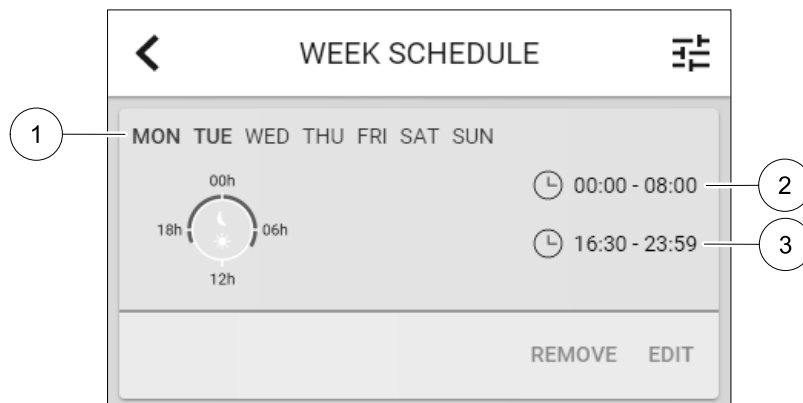 WEEK SCHEDULE
1
MON TUE WED THU FRI SAT SUN
00h
18h
06h
12h
00:00 - 08:00
2
16:30 - 23:59
3
REMOVE EDIT